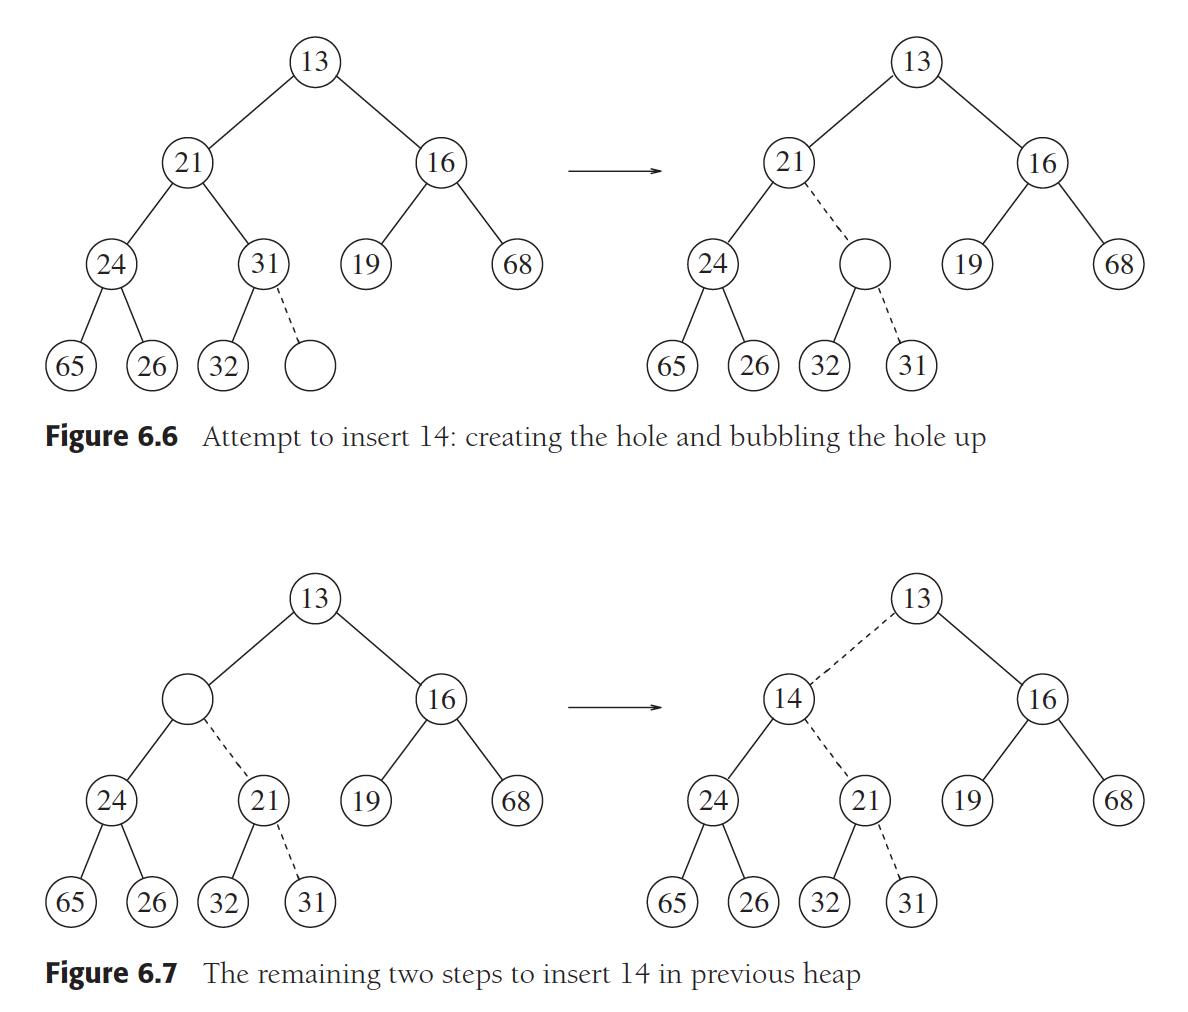 13 13
21 16 21 16
24 31 19 68 24 19 68
65 26 32 65 26 32 31
Figure 6.6 Attempt to insert 14: creating the hole and bubbling the hole up
13 13
16 14 16
24 21 19 68 24 21 19 68
65 26 32 31 65 26 32 31
Figure 6.7 The remaining two steps to insert 14 in previous heap